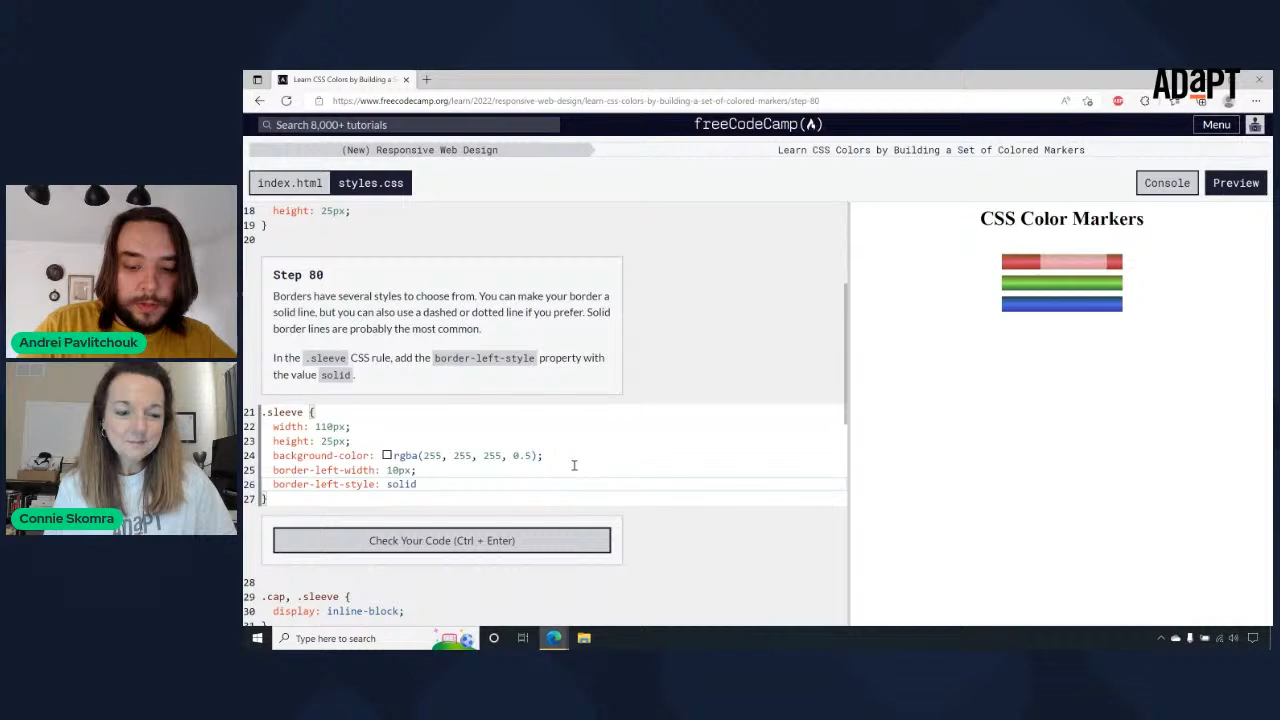 ADaPT
Learn CSS Colors by Building a S
https://www.freecodecamp.org/learn/2022/responsive-web-design/learn-css-colors-by-building-a-set-of-colored-markers/step-80
Search 8,000+ tutorials
freeCodeCamp(🔥)
Menu
(New) Responsive Web Design
Learn CSS Colors by Building a Set of Colored Markers
index.html
styles.css
Console
Preview
18 height: 25px;
19 }
20
CSS Color Markers
Step 80
Borders have several styles to choose from. You can make your border a
solid line, but you can also use a dashed or dotted line if you prefer. Solid
border lines are probably the most common.
In the .sleeve CSS rule, add the border-left-style property with
the value solid.
21 .sleeve {
22 width: 110px;
23 height: 25px;
24 background-color: rgba(255, 255, 255, 0.5);
25 border-left-width: 10px;
26 border-left-style: solid
27 }
Check Your Code (Ctrl + Enter)
28
29 .cap, .sleeve {
30 display: inline-block;
Type here to search
Andrei Pavlitchouk
Connie Skomra
ADAPT